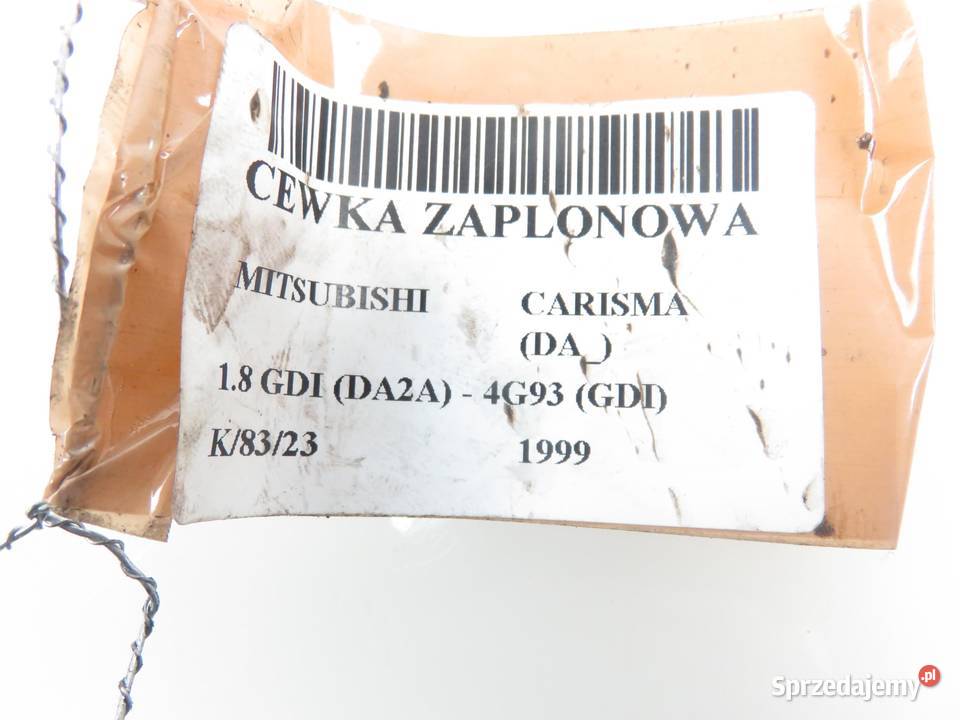 CEWKA ZAPLONOWA
MITSUBISHI CARISMA
(DA_)
1.8 GDI (DA2A) - 4G93 (GDI)
K/83/23 1999
Sprzedajemy.pl